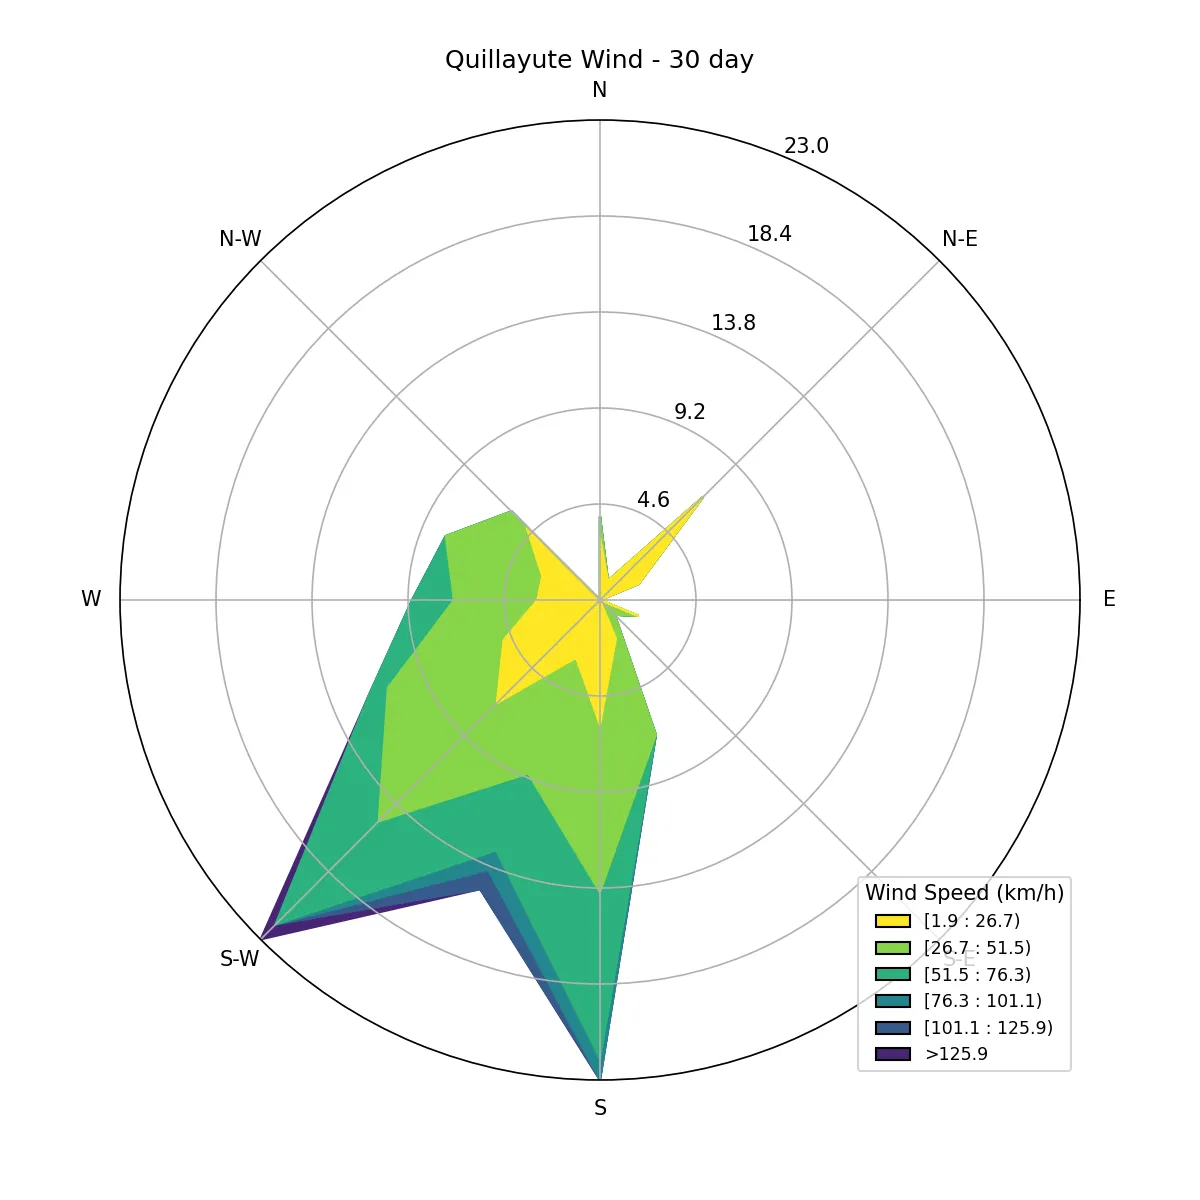 Quillayute Wind - 30 day
N
23.0
N-W
18.4
N-E
13.8
9.2
4.6
W
E
S-W
S-E
S
Wind Speed (km/h)
[1.9 : 26.7)
[26.7 : 51.5)
[51.5 : 76.3)
[76.3 : 101.1)
[101.1 : 125.9)
>125.9